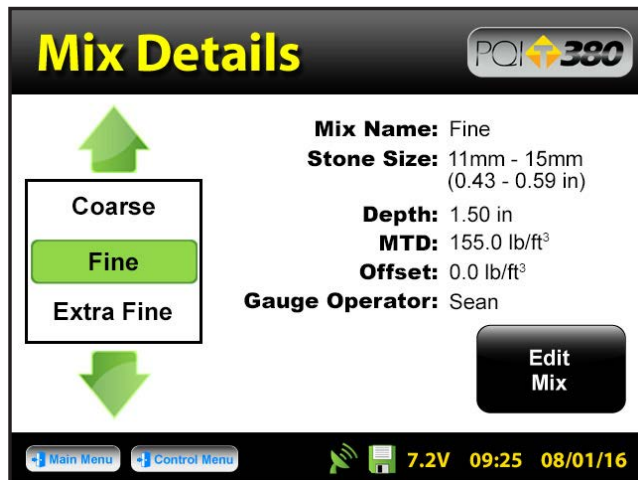 Mix Details
PQI T 380
Coarse
Fine
Extra Fine
Mix Name: Fine
Stone Size: 11mm - 15mm
(0.43 - 0.59 in)
Depth: 1.50 in
MTD: 155.0 lb/ft³
Offset: 0.0 lb/ft³
Gauge Operator: Sean
Edit
Mix
Main Menu
Control Menu
7.2V 09:25 08/01/16